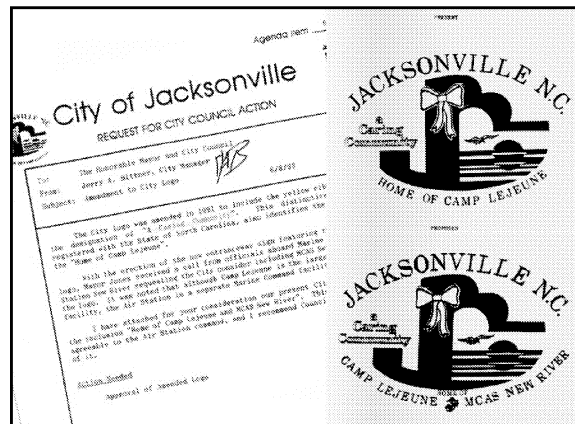 Agenda Item
City of Jacksonville
REQUEST FOR CITY COUNCIL ACTION
To: The Honorable Mayor and City Council
From: Jerry A. Bittner, City Manager
Subject: Amendment to City Logo
The City Logo was amended in 1991 to include the yellow
the designation of "A Caring Community". This distinctive
registered with the State of North Carolina, also identifies the
the "Home of Camp Lejeune".
With the erection of the new entranceway sign featuring
logo, Mayor Jones received a call from officials aboard Marine
Station New River requesting the City consider including MCAS
the logo. It was noted that although Camp Lejeune is the
facility, the Air Station is a separate Marine Command
I have attached for your consideration our present
the inclusion "Home of Camp Lejeune and MCAS New River".
agreeable to the Air Station command, and I recommend
of it.
Action Needed
Approval of Amended Logo
PRESENT
JACKSONVILLE N.C.
a
Caring
Community
HOME OF CAMP LEJEUNE
PROPOSED
JACKSONVILLE N.C.
a
Caring
Community
HOME OF
CAMP LEJEUNE MCAS NEW RIVER